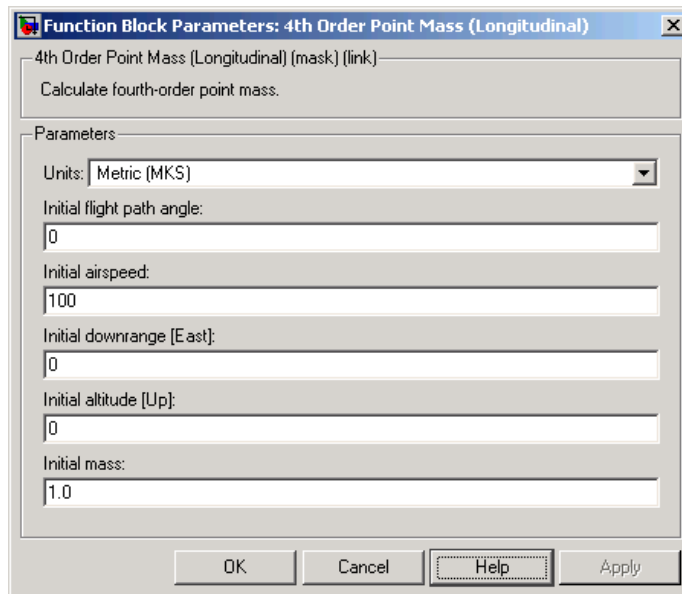 Function Block Parameters: 4th Order Point Mass (Longitudinal)
4th Order Point Mass (Longitudinal) (mask) (link)
Calculate fourth-order point mass.
Parameters
Units: Metric (MKS)
Initial flight path angle:
0
Initial airspeed:
100
Initial downrange [East]:
0
Initial altitude [Up]:
0
Initial mass:
1.0
OK Cancel Help Apply